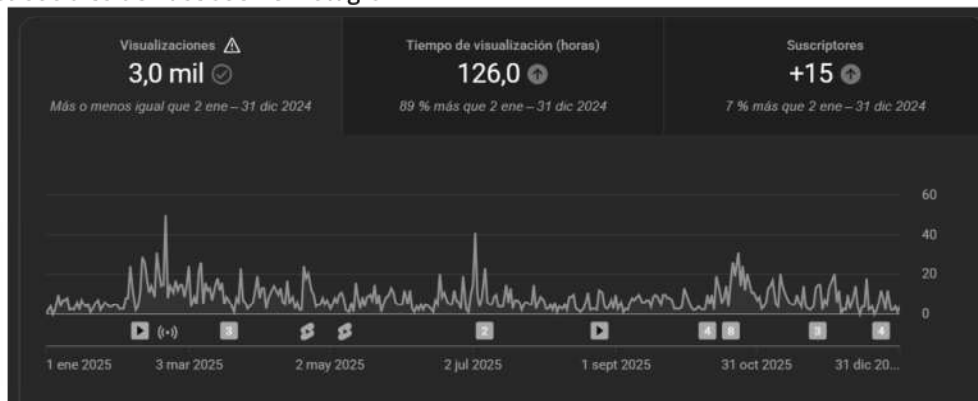 Visualizaciones
3,0 mil
Más o menos igual que 2 ene – 31 dic 2024
Tiempo de visualización (horas)
126,0
89 % más que 2 ene – 31 dic 2024
Suscriptores
+15
7 % más que 2 ene – 31 dic 2024
60
40
20
0
3 2 4 8 3 4
1 ene 2025 3 mar 2025 2 may 2025 2 jul 2025 1 sept 2025 31 oct 2025 31 dic 20...